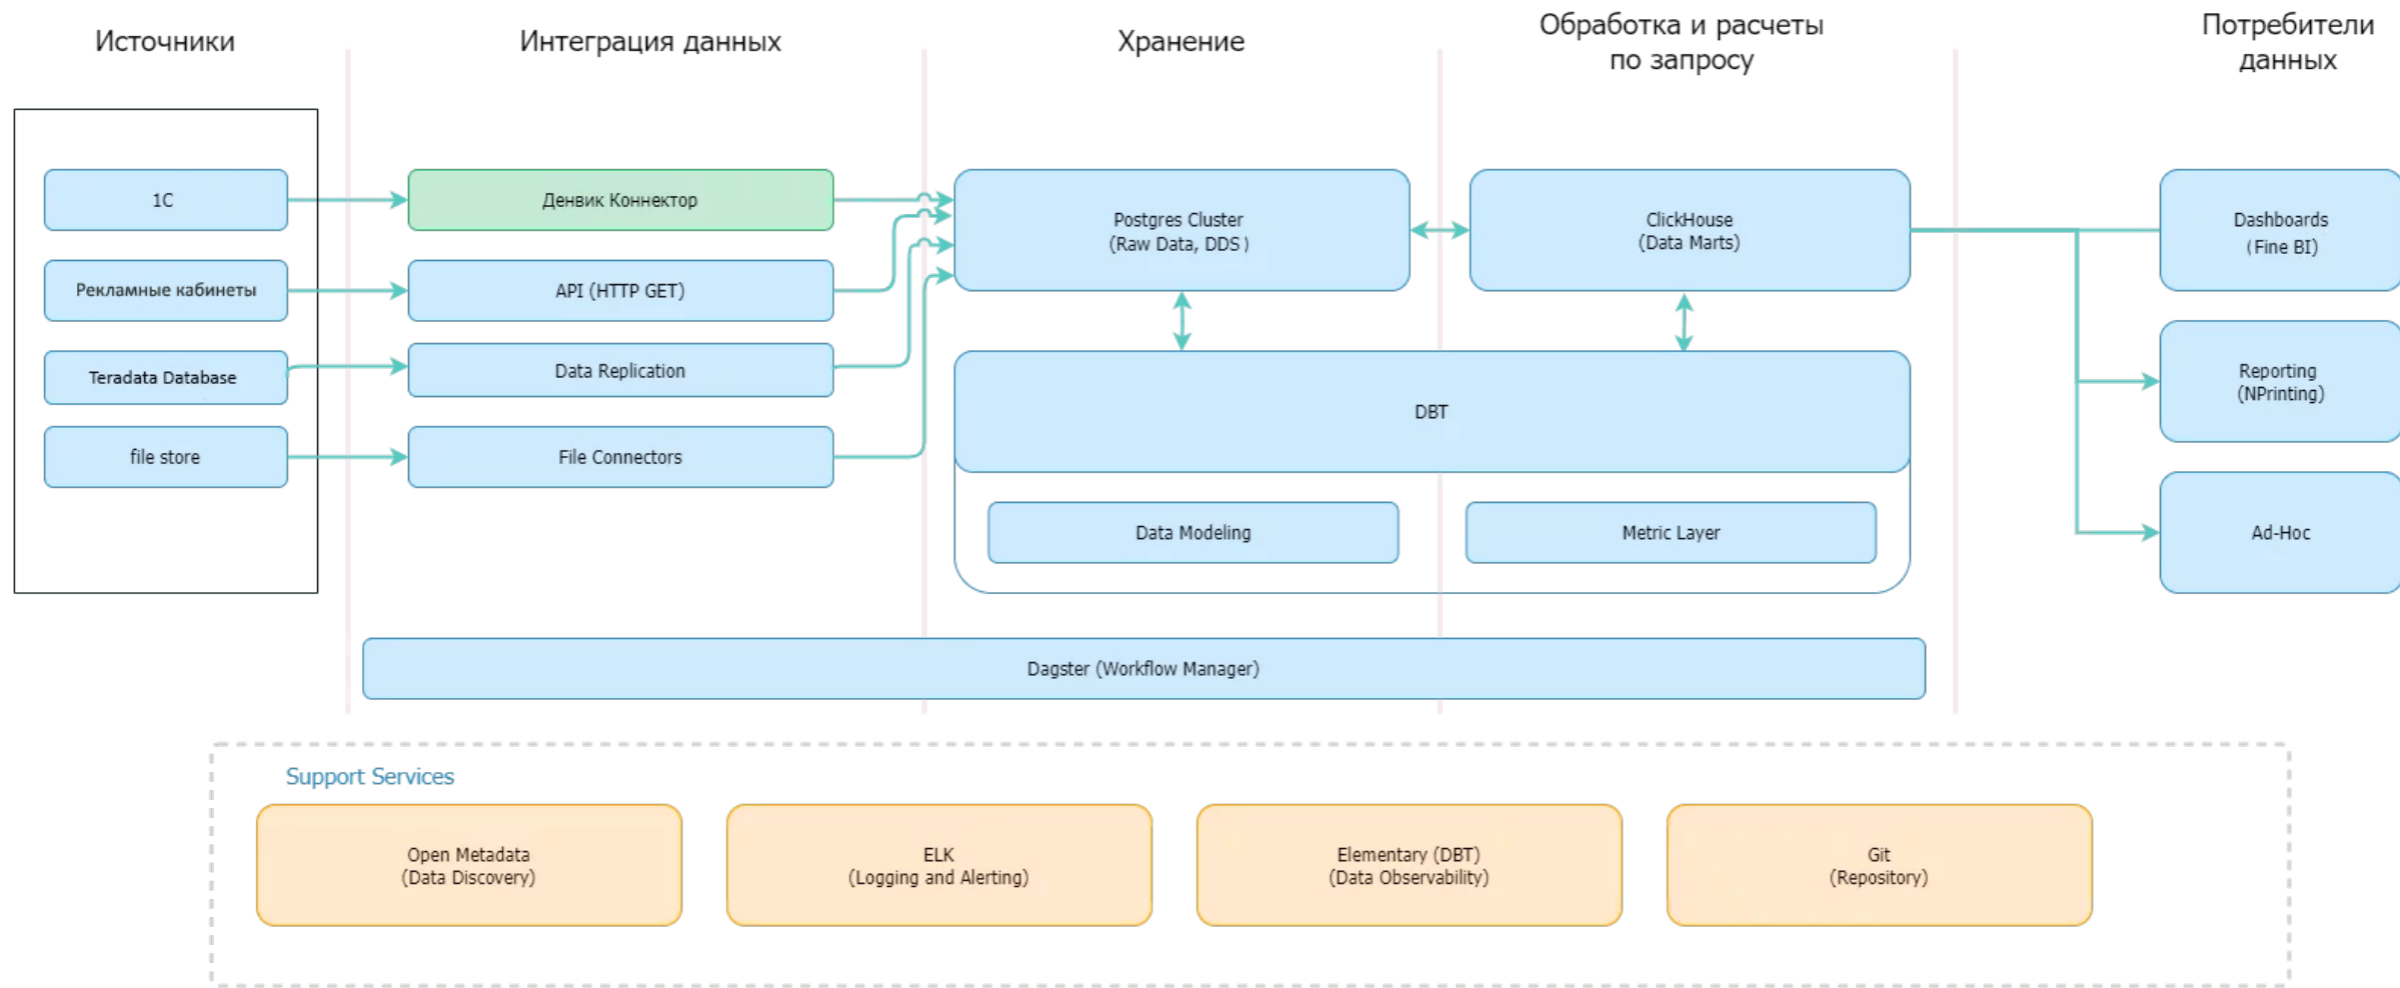 Источники
Интеграция данных
Хранение
Обработка и расчеты
по запросу
Потребители
данных
1C
Денвик Коннектор
Postgres Cluster
(Raw Data, DDS )
ClickHouse
(Data Marts)
Dashboards
(Fine BI)
Рекламные кабинеты
API (HTTP GET)
Teradata Database
Data Replication
DBT
Reporting
(NPrinting)
file store
File Connectors
Data Modeling
Metric Layer
Ad-Hoc
Dagster (Workflow Manager)
Support Services
Open Metadata
(Data Discovery)
ELK
(Logging and Alerting)
Elementary (DBT)
(Data Observability)
Git
(Repository)